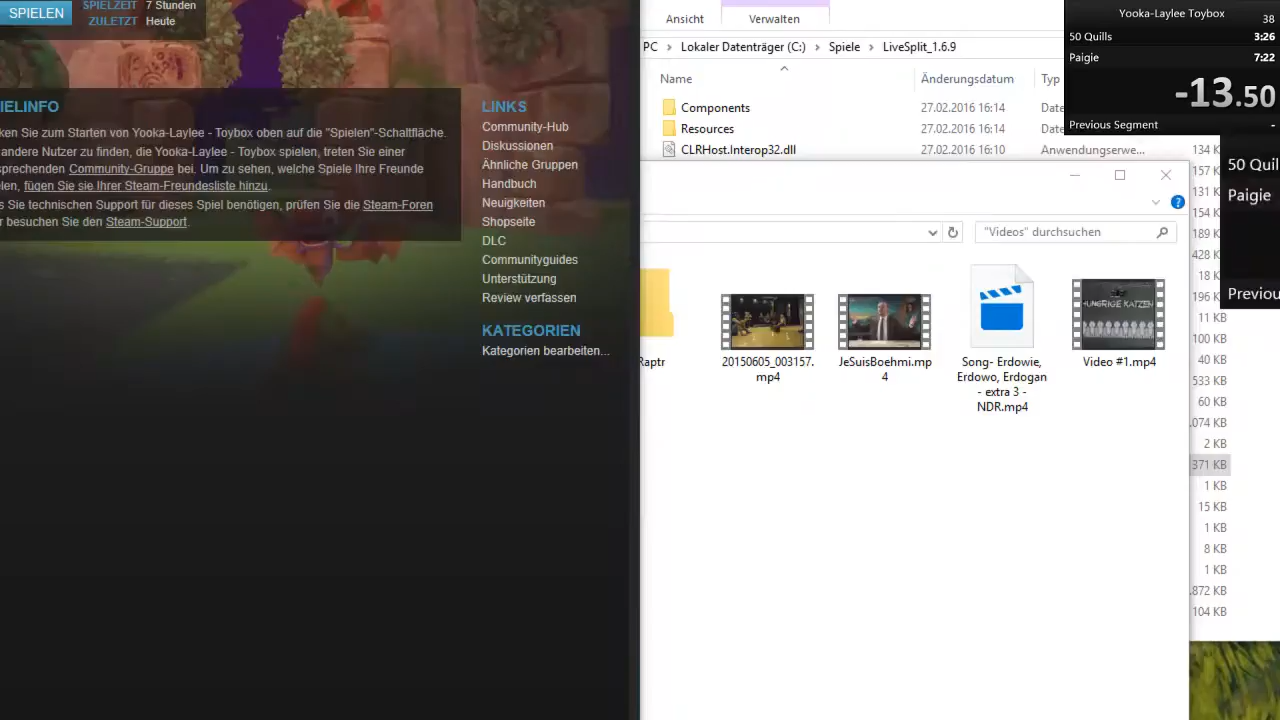 SPIELEN
SPIELZEIT 7 Stunden
ZULETZT Heute
IELINFO
ken Sie zum Starten von Yooka-Laylee - Toybox oben auf die "Spielen"-Schaltfläche.
andere Nutzer zu finden, die Yooka-Laylee - Toybox spielen, treten Sie einer
sprechenden Community-Gruppe bei. Um zu sehen, welche Spiele Ihre Freunde
elen, fügen Sie sie Ihrer Steam-Freundesliste hinzu.
s Sie technischen Support für dieses Spiel benötigen, prüfen Sie die Steam-Foren
r besuchen Sie den Steam-Support.
LINKS
Community-Hub
Diskussionen
Ähnliche Gruppen
Handbuch
Neuigkeiten
Shopseite
DLC
Communityguides
Unterstützung
Review verfassen
KATEGORIEN
Kategorien bearbeiten...
Ansicht Verwalten
PC > Lokaler Datenträger (C:) > Spiele > LiveSplit_1.6.9
Name Änderungsdatum Typ
Components 27.02.2016 16:14 Date
Resources 27.02.2016 16:14 Date
CLRHost.Interop32.dll 27.02.2016 16:10 Anwendungserwe...
"Videos" durchsuchen
Raptr
20150605_003157.
mp4
JeSuisBoehmi.mp
4
Song- Erdowie,
Erdowo, Erdogan
- extra 3 -
NDR.mp4
HUNGRIGE KATZEN
Video #1.mp4
Yooka-Laylee Toybox
38
50 Quills 3:26
Paigie 7:22
-13.50
Previous Segment -
50 Quil
Paigie
Previou
134 K
157 K
131 K
154 K
189 K
428 K
18 K
196 K
11 KB
100 KB
40 KB
533 KB
60 KB
.074 KB
2 KB
371 KB
1 KB
15 KB
1 KB
8 KB
1 KB
.872 KB
104 KB